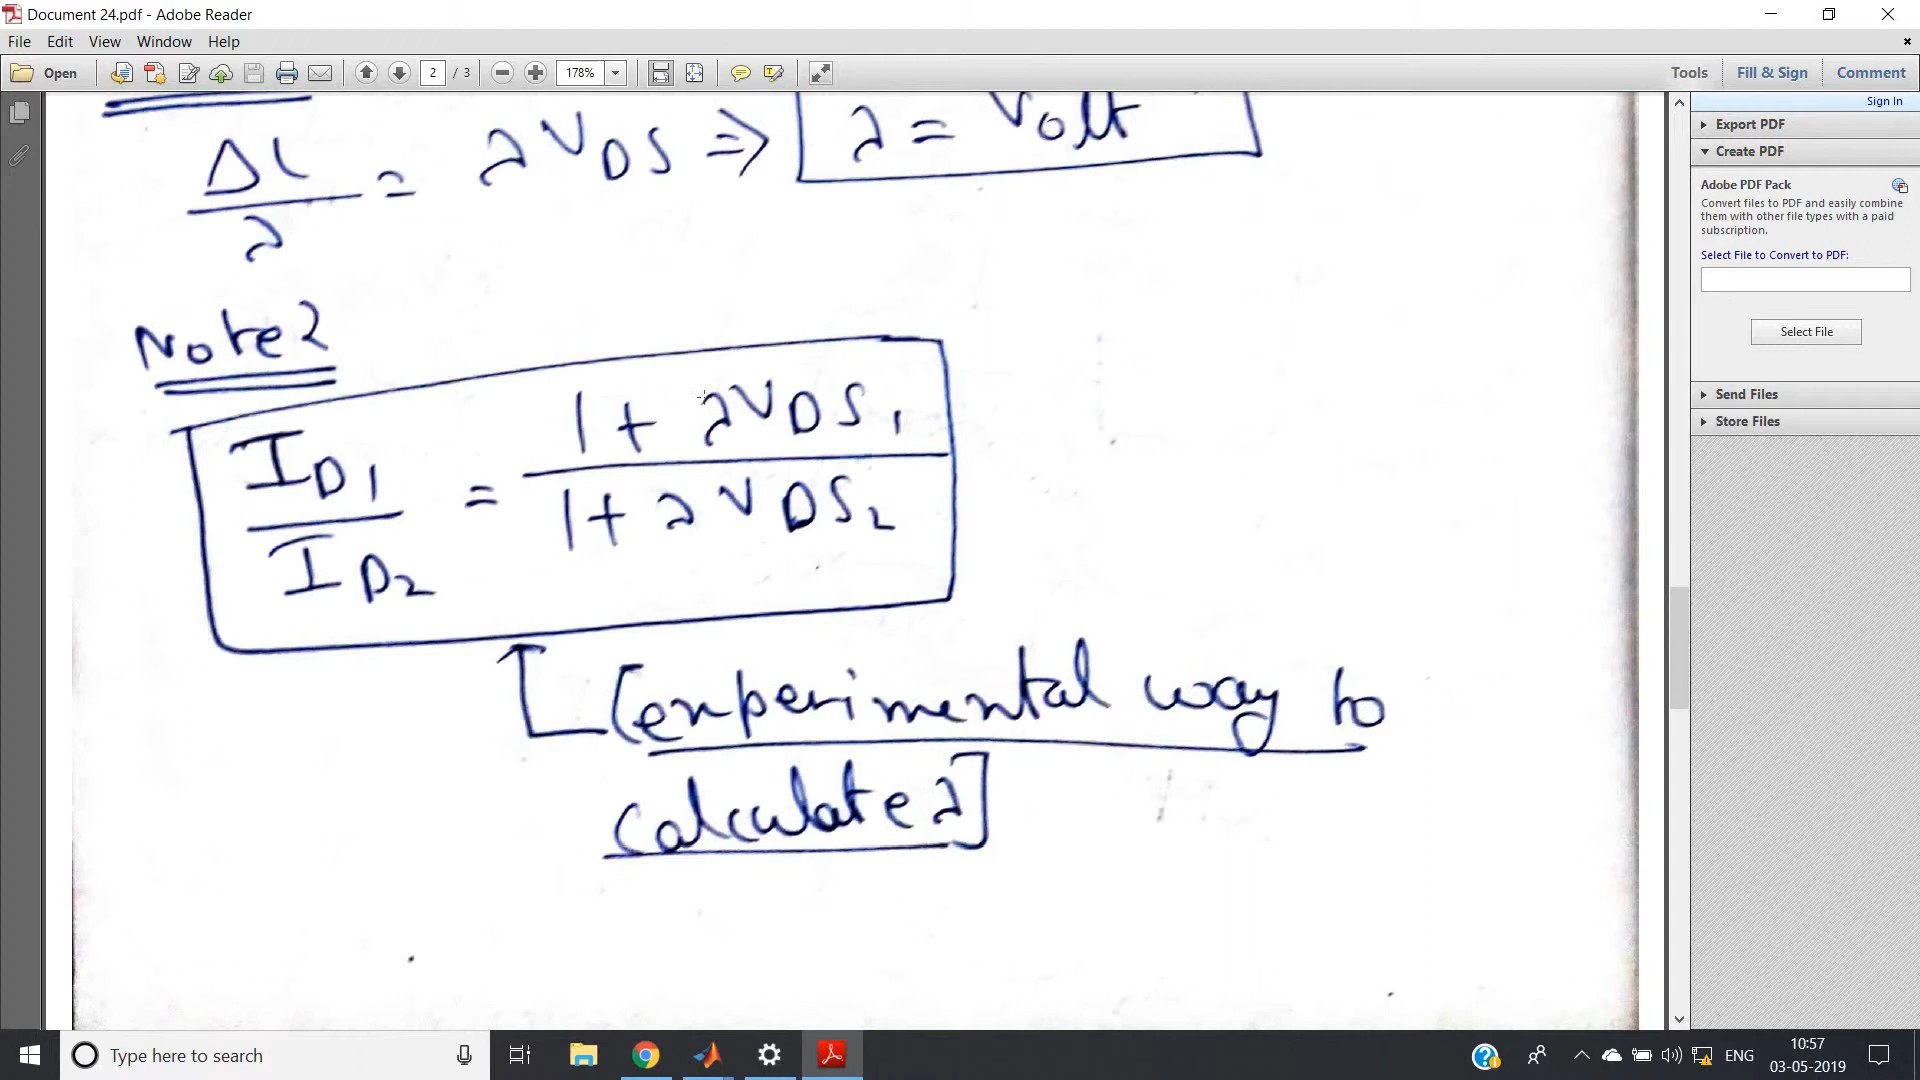 Document 24.pdf - Adobe Reader
File Edit View Window Help
Open 2 / 3 178% Tools Fill & Sign Comment
Sign In
Export PDF
Create PDF
Adobe PDF Pack
Convert files to PDF and easily combine
them with other file types with a paid
subscription.
Select File to Convert to PDF:
Select File
Send Files
Store Files
ΔL/λ = λVDS ⇒ λ = Volt
Note2
ID1/ID2 = 1+λVDS1/1+λVDS2
[experimental way to
calculate λ]
Type here to search
ENG
10:57
03-05-2019